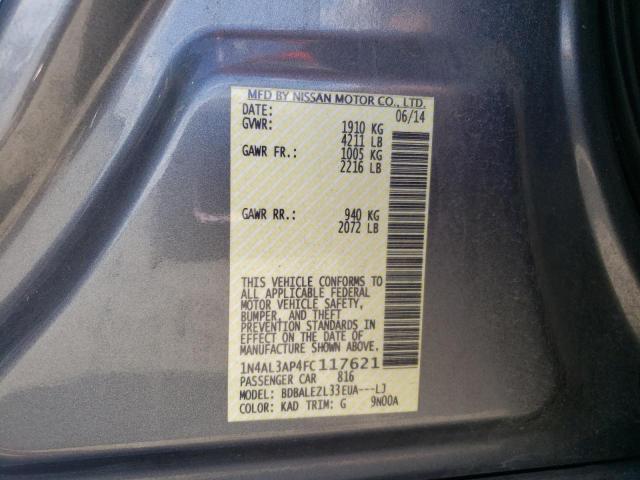 MFD BY NISSAN MOTOR CO., LTD.
DATE: 06/14
GVWR: 1910 KG
4211 LB
GAWR FR.: 1005 KG
2216 LB
GAWR RR.: 940 KG
2072 LB
THIS VEHICLE CONFORMS TO
ALL APPLICABLE FEDERAL
MOTOR VEHICLE SAFETY,
BUMPER, AND THEFT
PREVENTION STANDARDS IN
EFFECT ON THE DATE OF
MANUFACTURE SHOWN ABOVE.
1N4AL3AP4FC117621
PASSENGER CAR 816
MODEL: BDBALEZL33EUA---LJ
COLOR: KAD TRIM: G 9N00A